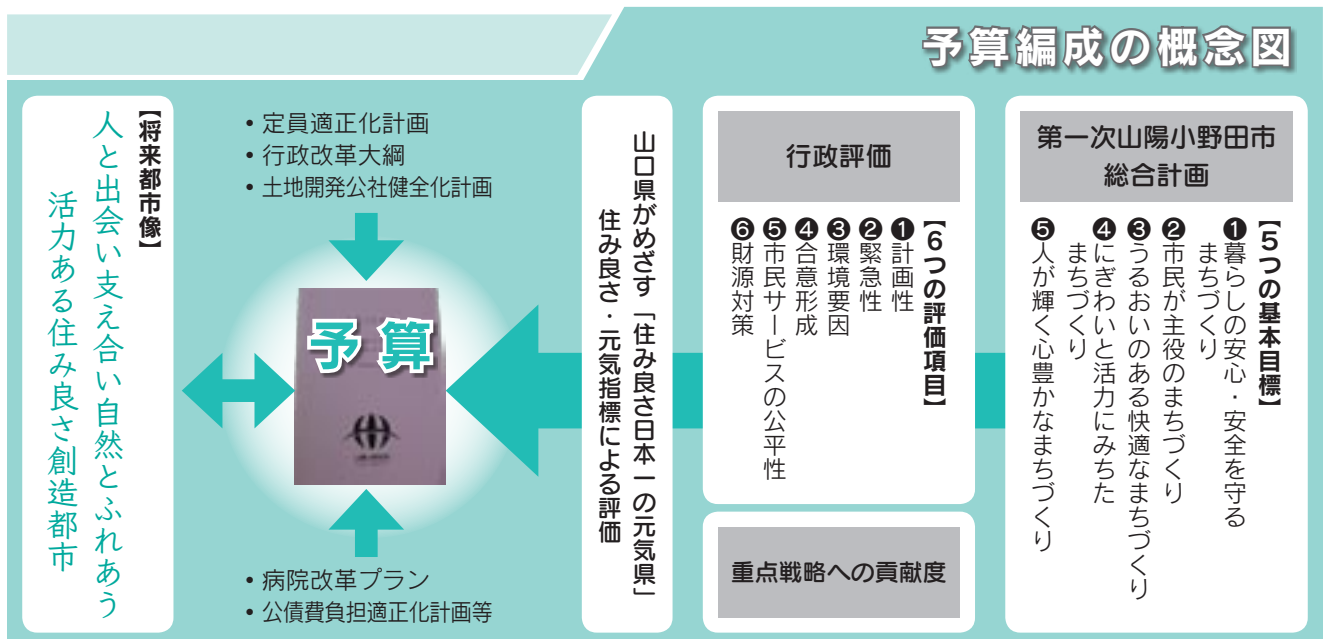 予算編成の概念図
第一次山陽小野田市
総合計画
【5つの基本目標】
❶暮らしの安心・安全を守る
まちづくり
❷市民が主役のまちづくり
❸うるおいのある快適なまちづくり
❹にぎわいと活力にみちた
まちづくり
❺人が輝く心豊かなまちづくり
行政評価
【6つの評価項目】
❶計画性
❷緊急性
❸環境要因
❹合意形成
❺市民サービスの公平性
❻財源対策
重点戦略への貢献度
山口県がめざす「住み良さ日本一の元気県」
住み良さ・元気指標による評価
• 定員適正化計画
• 行政改革大綱
• 土地開発公社健全化計画
予算
• 病院改革プラン
• 公債費負担適正化計画等
【将来都市像】
人と出会い支え合い自然とふれあう
活力ある住み良さ創造都市